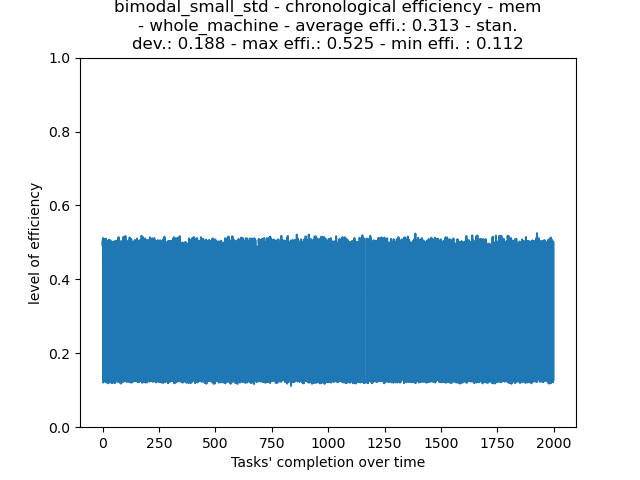 bimodal_small_std - chronological efficiency - mem
- whole_machine - average effi.: 0.313 - stan.
dev.: 0.188 - max effi.: 0.525 - min effi. : 0.112
1.0
0.8
0.6
0.4
0.2
0.0
level of efficiency
0 250 500 750 1000 1250 1500 1750 2000
Tasks' completion over time